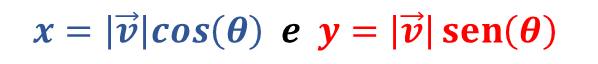 x = |v⃗|cos(θ) e y = |v⃗| sen(θ)